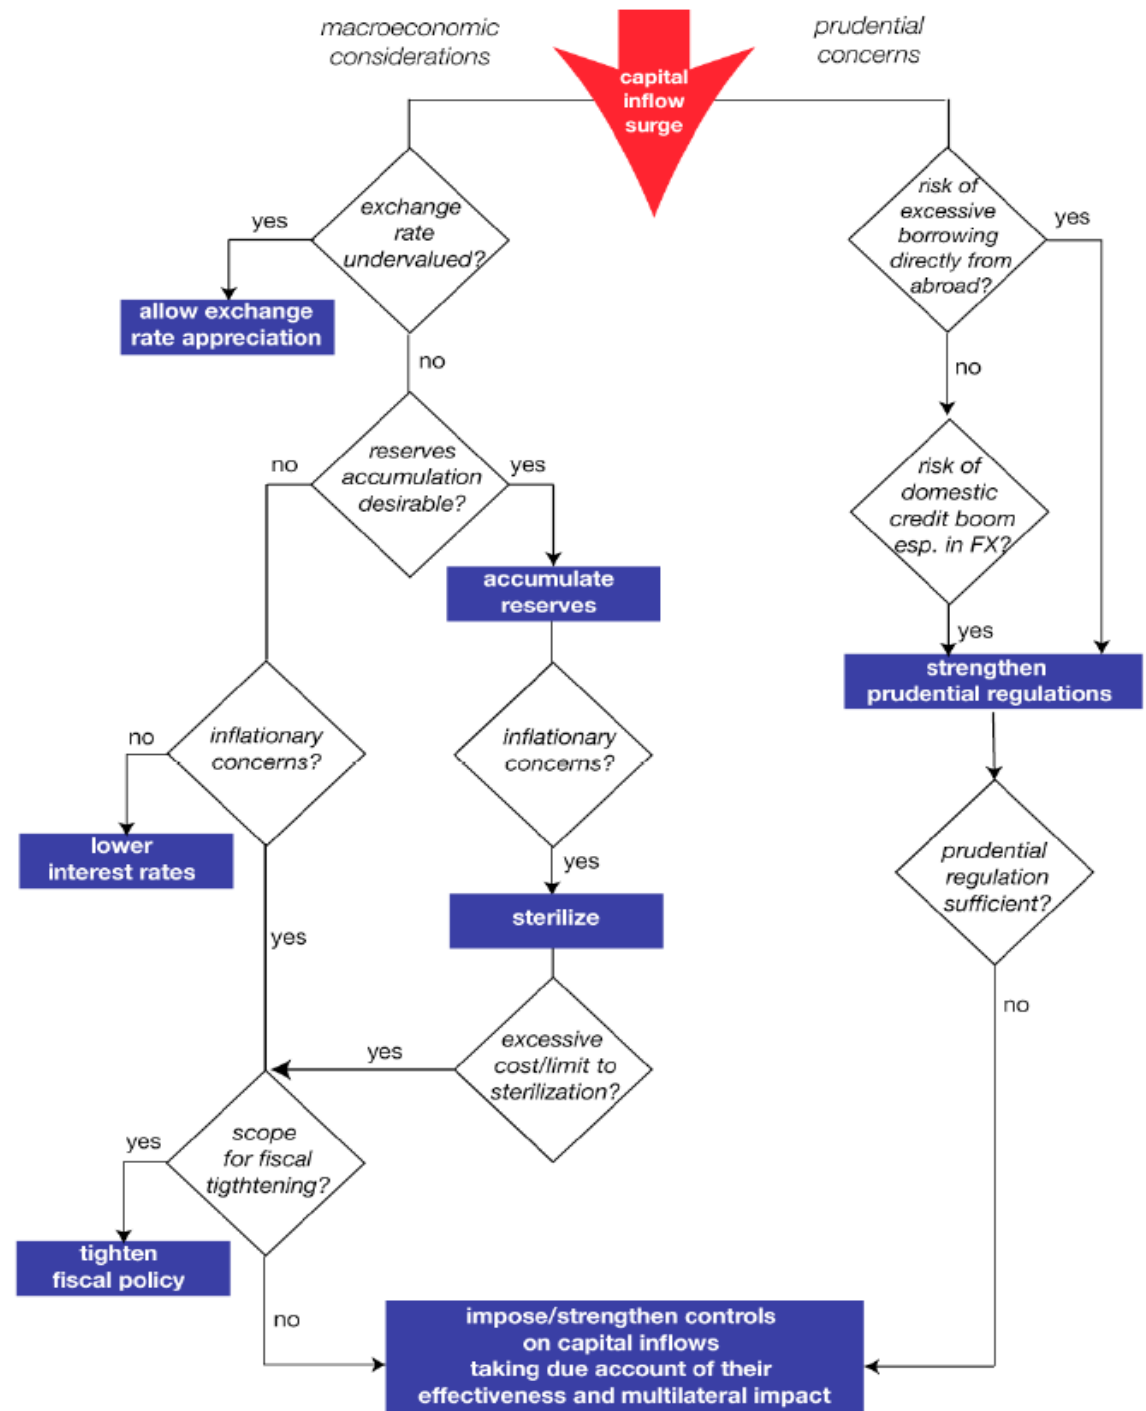 macroeconomic
considerations
prudential
concerns
capital
inflow
surge
exchange
rate
undervalued?
yes
allow exchange
rate appreciation
no
reserves
accumulation
desirable?
no
yes
accumulate
reserves
inflationary
concerns?
no
lower
interest rates
yes
inflationary
concerns?
yes
sterilize
excessive
cost/limit to
sterilization?
yes
scope
for fiscal
tigthtening?
yes
tighten
fiscal policy
no
risk of
excessive
borrowing
directly from
abroad?
yes
no
risk of
domestic
credit boom
esp. in FX?
yes
strengthen
prudential regulations
prudential
regulation
sufficient?
no
impose/strengthen controls
on capital inflows
taking due account of their
effectiveness and multilateral impact